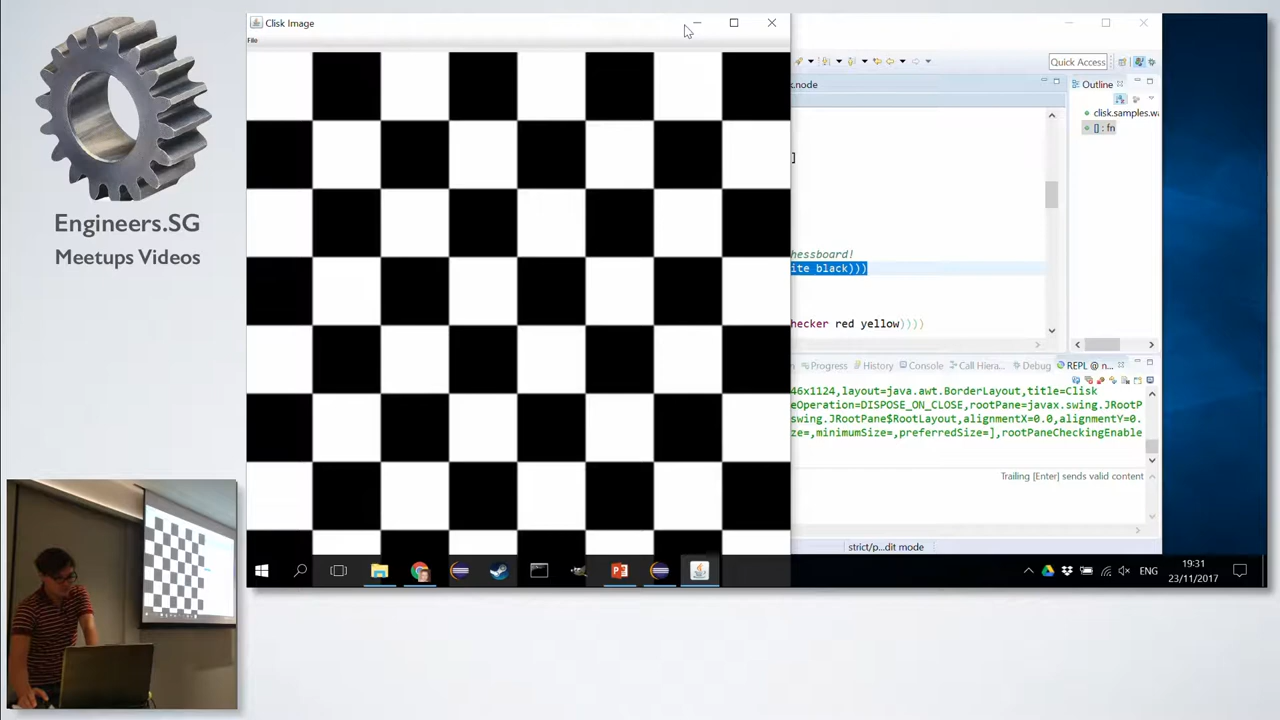 Engineers.SG
Meetups Videos
Clisk Image
File
Quick Access
k.node
Outline
clisk.samples.wa
[] : fn
]
hessboard!
ite black)))
hecker red yellow))))
Progress
History
Console
Call Hiera...
Debug
REPL @ n...
46x1124,layout=java.awt.BorderLayout,title=Clisk
eOperation=DISPOSE_ON_CLOSE,rootPane=javax.swing.JRootP
swing.JRootPane$RootLayout,alignmentX=0.0,alignmentY=0.
ze=,minimumSize=,preferredSize=],rootPaneCheckingEnable
Trailing [Enter] sends valid content
strict/p...dit mode
ENG
19:31
23/11/2017